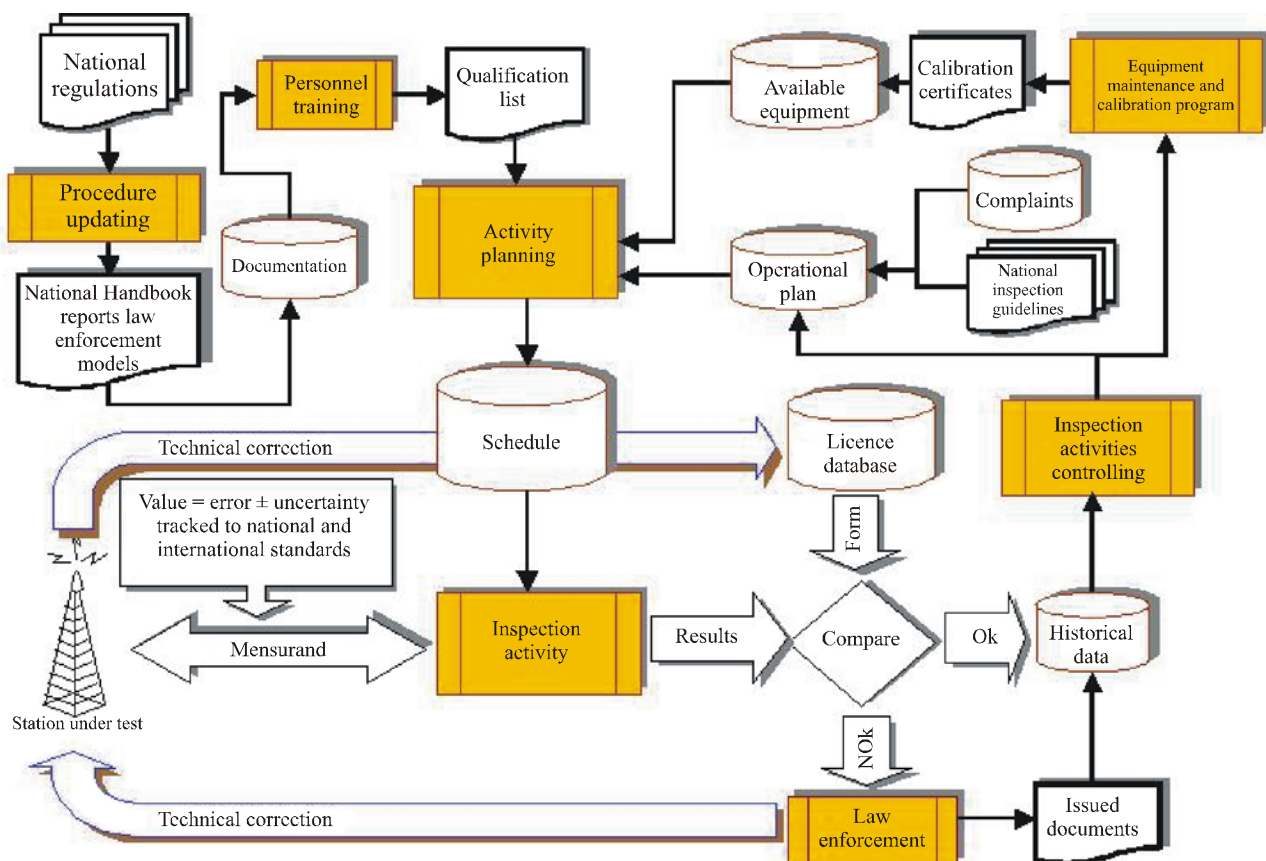 National
regulations
Personnel
training
Qualification
list
Available
equipment
Calibration
certificates
Equipment
maintenance and
calibration program
Procedure
updating
Documentation
Activity
planning
Operational
plan
Complaints
National
inspection
guidelines
National Handbook
reports law
enforcement
models
Technical correction
Schedule
Licence
database
Inspection
activities
controlling
Value = error ± uncertainty
tracked to national and
international standards
Form
Mensurand
Inspection
activity
Results
Compare
Ok
Historical
data
Station under test
NOk
Technical correction
Law
enforcement
Issued
documents